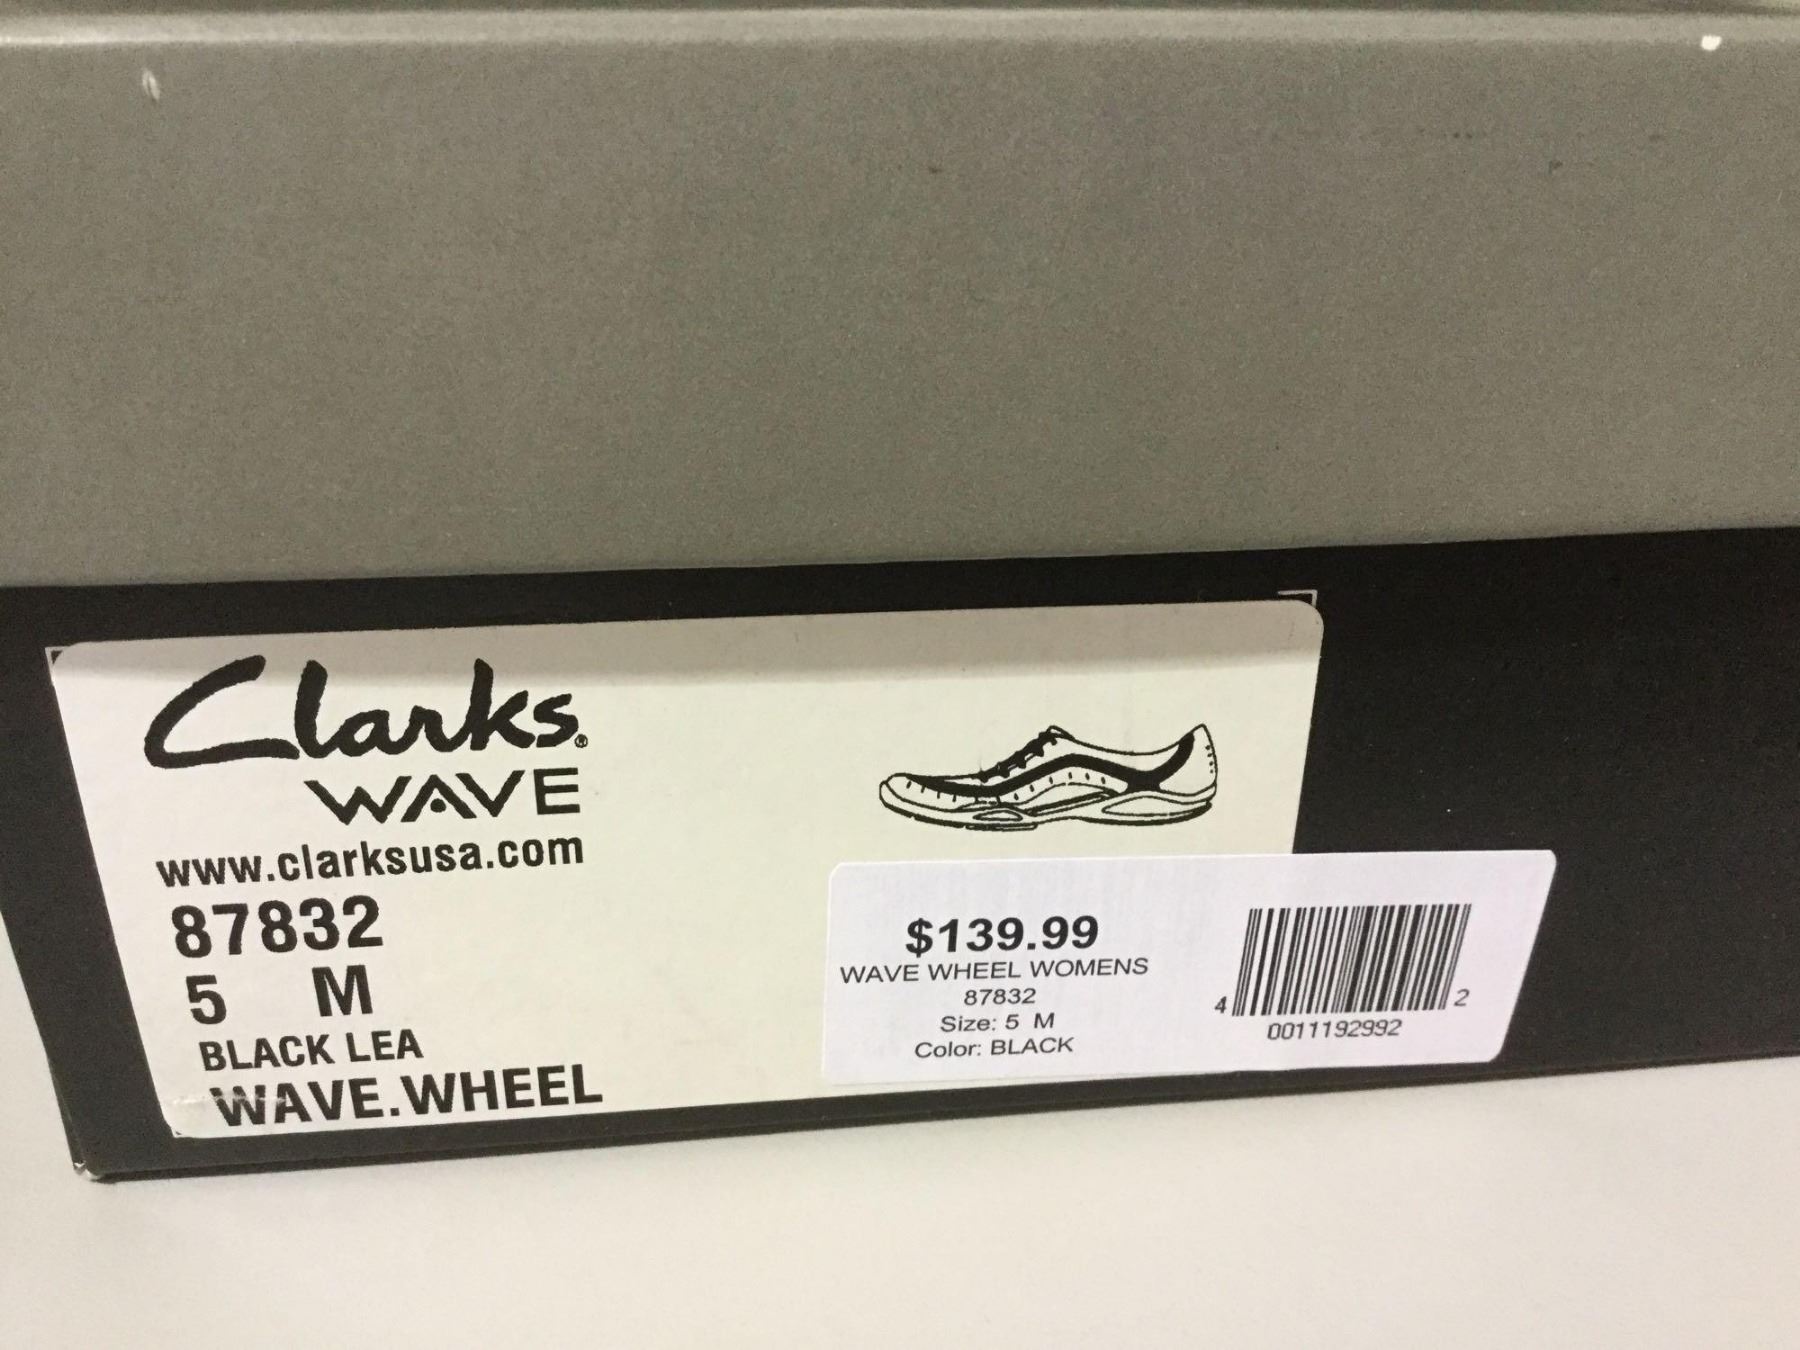 Clarks®
WAVE
www.clarksusa.com
87832
5 M
BLACK LEA
WAVE.WHEEL
$139.99
WAVE WHEEL WOMENS
87832
Size: 5 M
Color: BLACK
4 2
0011192992